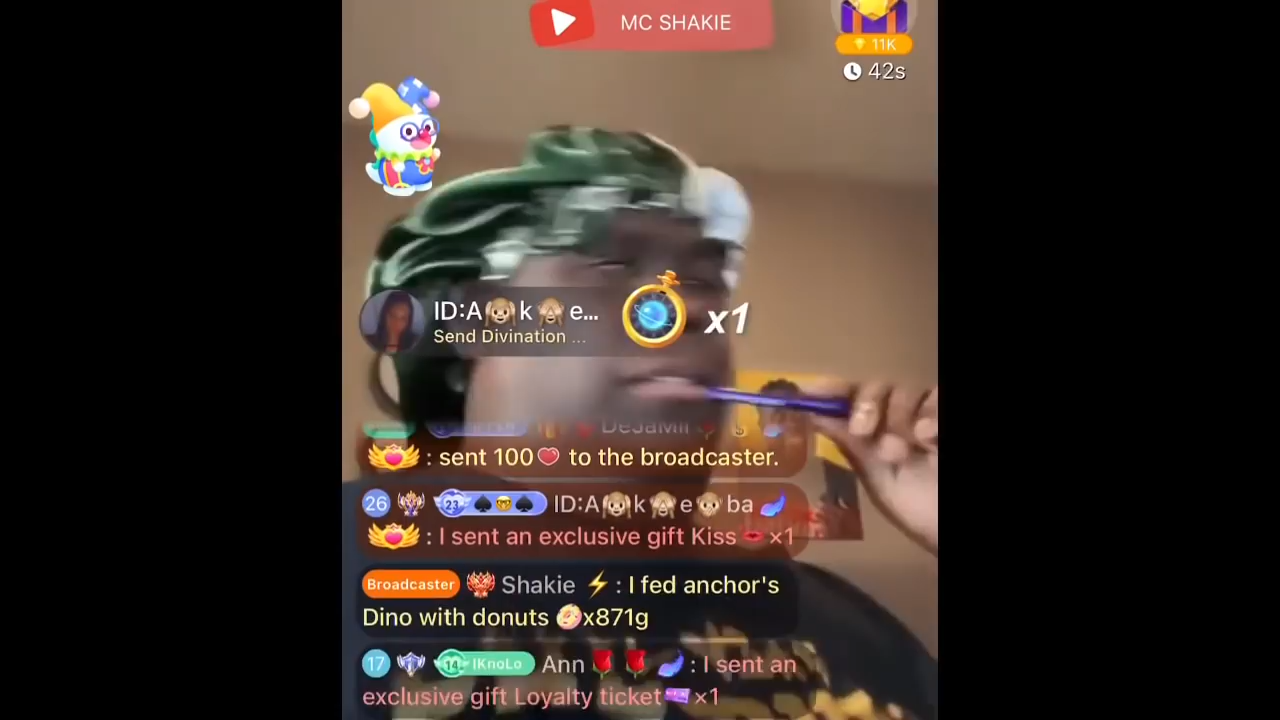 MC SHAKIE
11K
42s
ID:A🙉k🙈e...
Send Divination ...
x1
DeJaMii
: sent 100❤️ to the broadcaster.
26 23 ♠️🤓♠️ ID:A🙉k🙈e🐵ba
: I sent an exclusive gift Kiss💋×1
Broadcaster Shakie ⚡: I fed anchor's
Dino with donuts 🍩x871g
17 14 IKnoLo Ann🌹🌹 : I sent an
exclusive gift Loyalty ticket🎟️×1